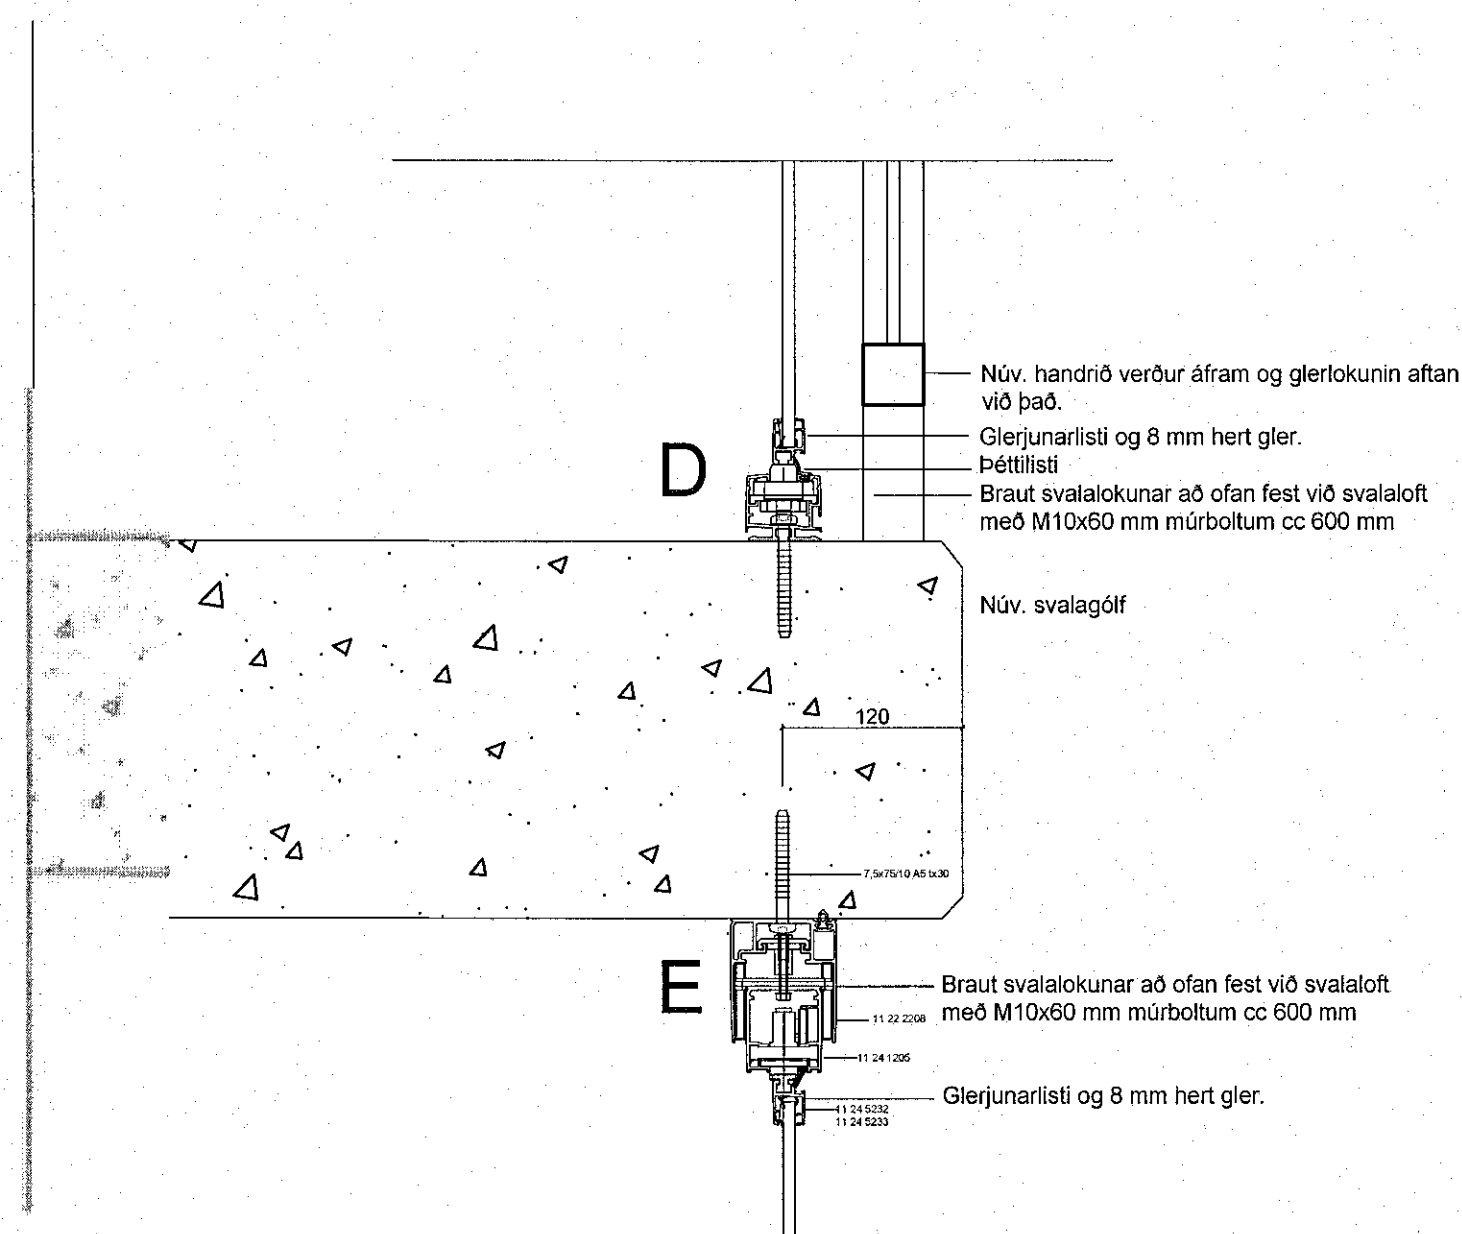 Núv. handrið verður áfram og glerlokunin aftan
við það.
D
Glerjunarlisti og 8 mm hert gler.
Þéttilisti
Braut svalalokunar að ofan fest við svalaloft
með M10x60 mm múrboltum cc 600 mm
Núv. svalagólf
120
7,5x75/10 A5 tx30
E
Braut svalalokunar að ofan fest við svalaloft
með M10x60 mm múrboltum cc 600 mm
11 22 2208
11 24 1205
Glerjunarlisti og 8 mm hert gler.
11 24 5232
11 24 5233